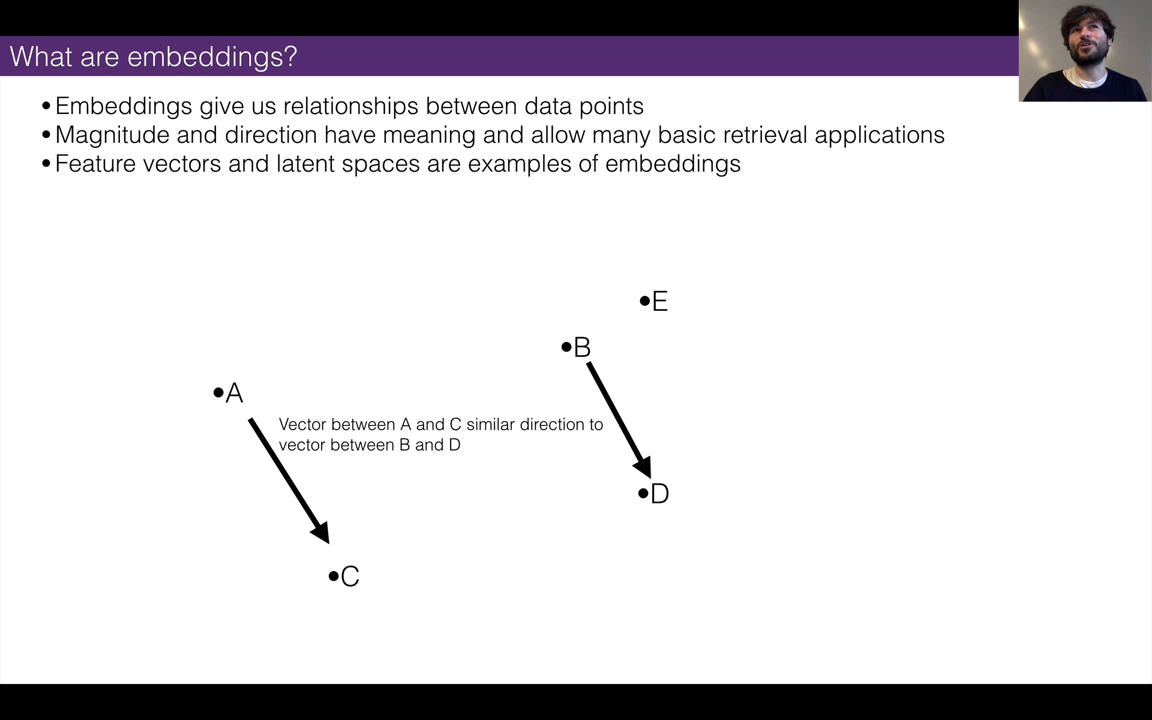 What are embeddings?
•Embeddings give us relationships between data points
•Magnitude and direction have meaning and allow many basic retrieval applications
•Feature vectors and latent spaces are examples of embeddings
•E
•B
•A
Vector between A and C similar direction to
vector between B and D
•D
•C